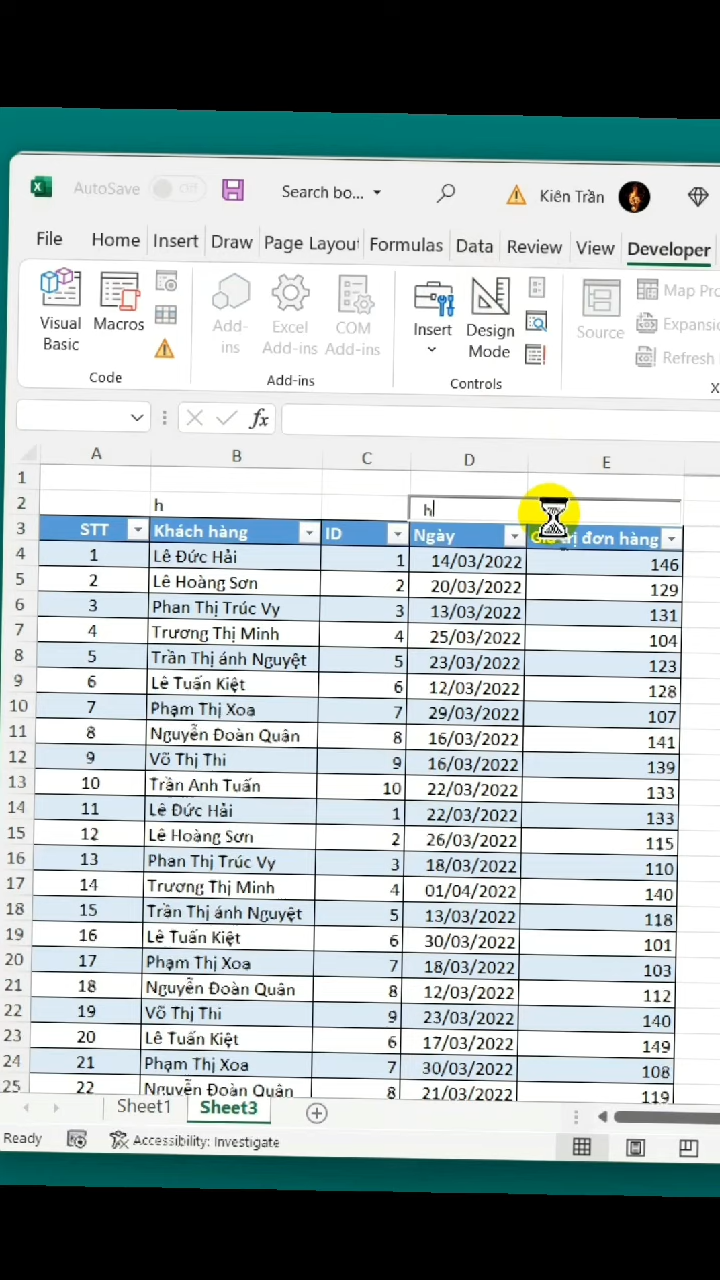 AutoSave Off Search bo... Kiên Trần
File Home Insert Draw Page Layou Formulas Data Review View Developer
Visual Basic Macros Add-ins Excel Add-ins COM Add-ins Insert Design Mode Source Map Pro Expansio Refresh
Code Add-ins Controls X
fx
A B C D E
1
2 h h
3 STT Khách hàng ID Ngày Giá trị đơn hàng
4 1 Lê Đức Hải 1 14/03/2022 146
5 2 Lê Hoàng Sơn 2 20/03/2022 129
6 3 Phan Thị Trúc Vy 3 13/03/2022 131
7 4 Trương Thị Minh 4 25/03/2022 104
8 5 Trần Thị ánh Nguyệt 5 23/03/2022 123
9 6 Lê Tuấn Kiệt 6 12/03/2022 128
10 7 Phạm Thị Xoa 7 29/03/2022 107
11 8 Nguyễn Đoàn Quân 8 16/03/2022 141
12 9 Võ Thị Thi 9 16/03/2022 139
13 10 Trần Anh Tuấn 10 22/03/2022 133
14 11 Lê Đức Hải 1 22/03/2022 133
15 12 Lê Hoàng Sơn 2 26/03/2022 115
16 13 Phan Thị Trúc Vy 3 18/03/2022 110
17 14 Trương Thị Minh 4 01/04/2022 140
18 15 Trần Thị ánh Nguyệt 5 13/03/2022 118
19 16 Lê Tuấn Kiệt 6 30/03/2022 101
20 17 Phạm Thị Xoa 7 18/03/2022 103
21 18 Nguyễn Đoàn Quân 8 12/03/2022 112
22 19 Võ Thị Thi 9 23/03/2022 140
23 20 Lê Tuấn Kiệt 6 17/03/2022 149
24 21 Phạm Thị Xoa 7 30/03/2022 108
25 22 Nguyễn Đoàn Quân 8 21/03/2022 119
Sheet1 Sheet3
Ready Accessibility: Investigate